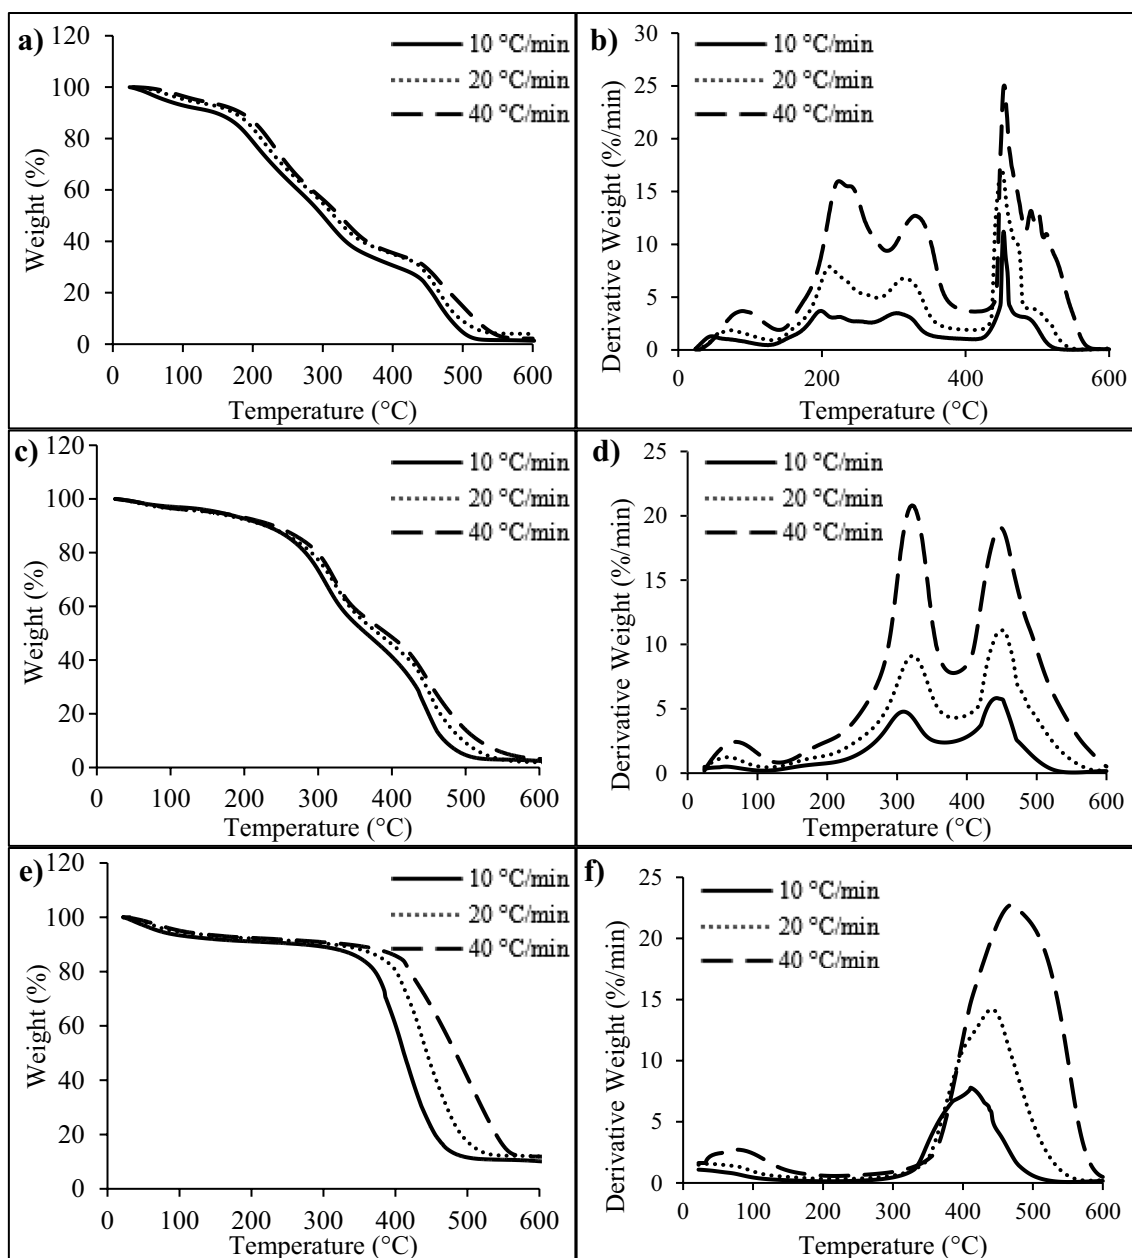 a)
120
100
80
60
40
20
0
0 100 200 300 400 500 600
Weight (%)
Temperature (°C)
10 °C/min
20 °C/min
40 °C/min
b)
30
25
20
15
10
5
0
0 200 400 600
Derivative Weight (%/min)
Temperature (°C)
10 °C/min
20 °C/min
40 °C/min
c)
120
100
80
60
40
20
0
0 100 200 300 400 500 600
Weight (%)
Temperature (°C)
10 °C/min
20 °C/min
40 °C/min
d)
25
20
15
10
5
0
0 100 200 300 400 500 600
Derivative Weight (%/min)
Temperature (°C)
10 °C/min
20 °C/min
40 °C/min
e)
120
100
80
60
40
20
0
0 100 200 300 400 500 600
Weight (%)
Temperature (°C)
10 °C/min
20 °C/min
40 °C/min
f)
25
20
15
10
5
0
0 100 200 300 400 500 600
Derivative Weight (%/min)
Temperature (°C)
10 °C/min
20 °C/min
40 °C/min